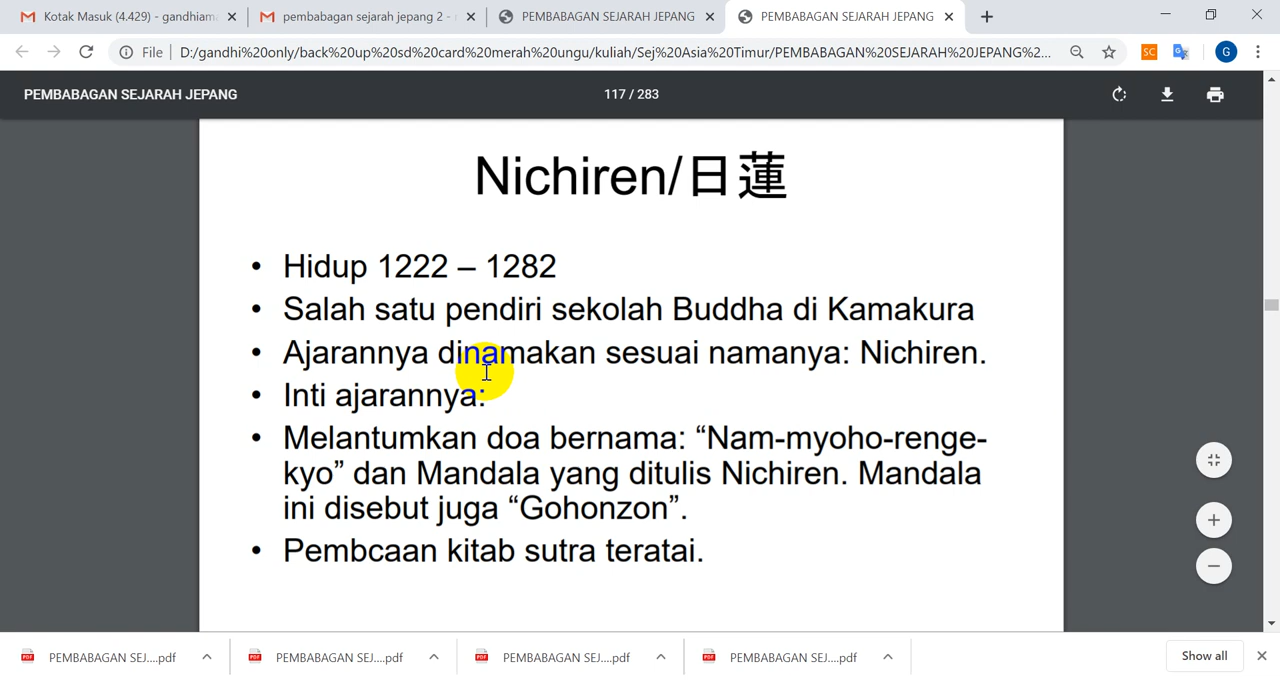 Kotak Masuk (4.429) - gandhiam
pembabagan sejarah jepang 2 -
PEMBABAGAN SEJARAH JEPANG
PEMBABAGAN SEJARAH JEPANG
File
D:/gandhi%20only/back%20up%20sd%20card%20merah%20ungu/kuliah/Sej%20Asia%20Timur/PEMBABAGAN%20SEJARAH%20JEPANG%2...
SC
G
PEMBABAGAN SEJARAH JEPANG
117 / 283
Nichiren/日蓮
• Hidup 1222 – 1282
• Salah satu pendiri sekolah Buddha di Kamakura
• Ajarannya dinamakan sesuai namanya: Nichiren.
• Inti ajarannya:
• Melantumkan doa bernama: “Nam-myoho-renge-
kyo” dan Mandala yang ditulis Nichiren. Mandala
ini disebut juga “Gohonzon”.
• Pembcaan kitab sutra teratai.
PEMBABAGAN SEJ....pdf
PEMBABAGAN SEJ....pdf
PEMBABAGAN SEJ....pdf
PEMBABAGAN SEJ....pdf
Show all